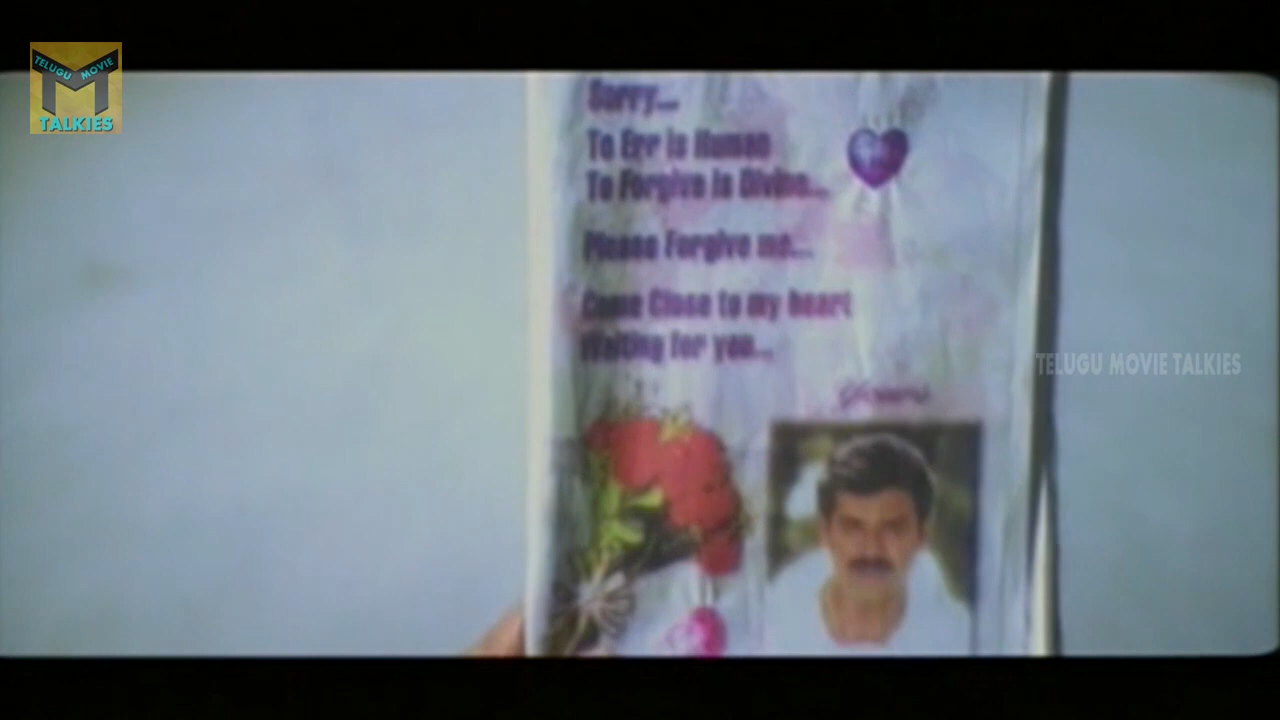 TELUGU MOVIE
TALKIES
Sorry...
To Err is Human
To Forgive is Divine...
Please Forgive me...
Come Close to my heart
Waiting for you...
TELUGU MOVIE TALKIES